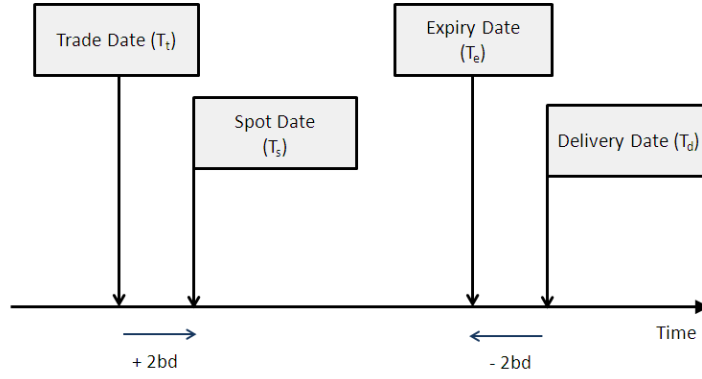 Trade Date (Tt)
Expiry Date
(Te)
Spot Date
(Ts)
Delivery Date (Td)
Time
+ 2bd
- 2bd